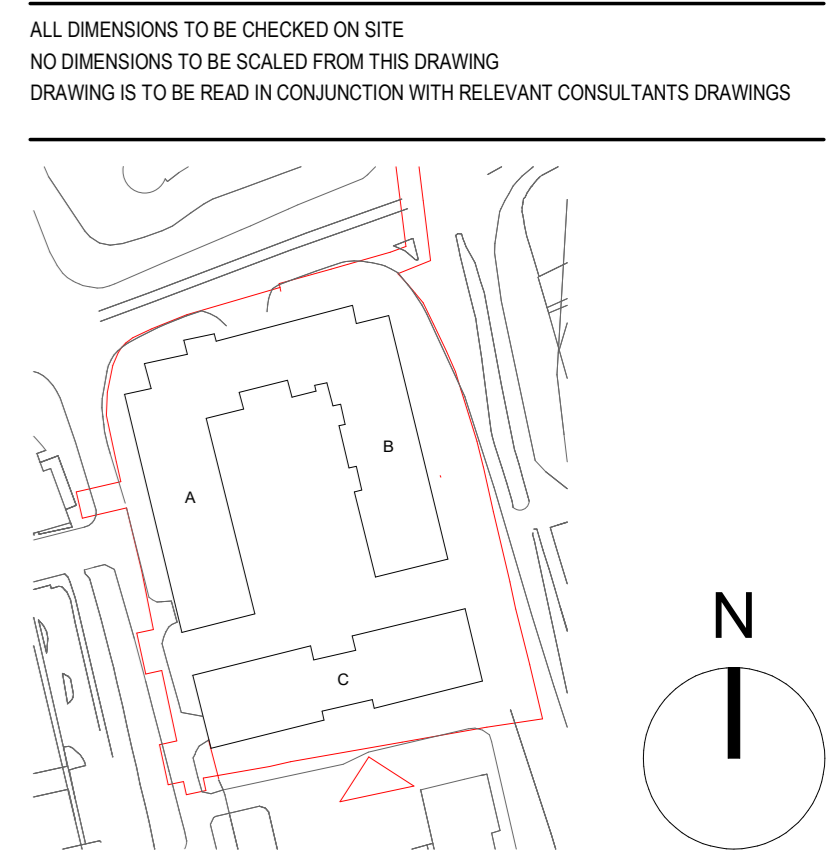 ALL DIMENSIONS TO BE CHECKED ON SITE
NO DIMENSIONS TO BE SCALED FROM THIS DRAWING
DRAWING IS TO BE READ IN CONJUNCTION WITH RELEVANT CONSULTANTS DRAWINGS
B
A
N
C